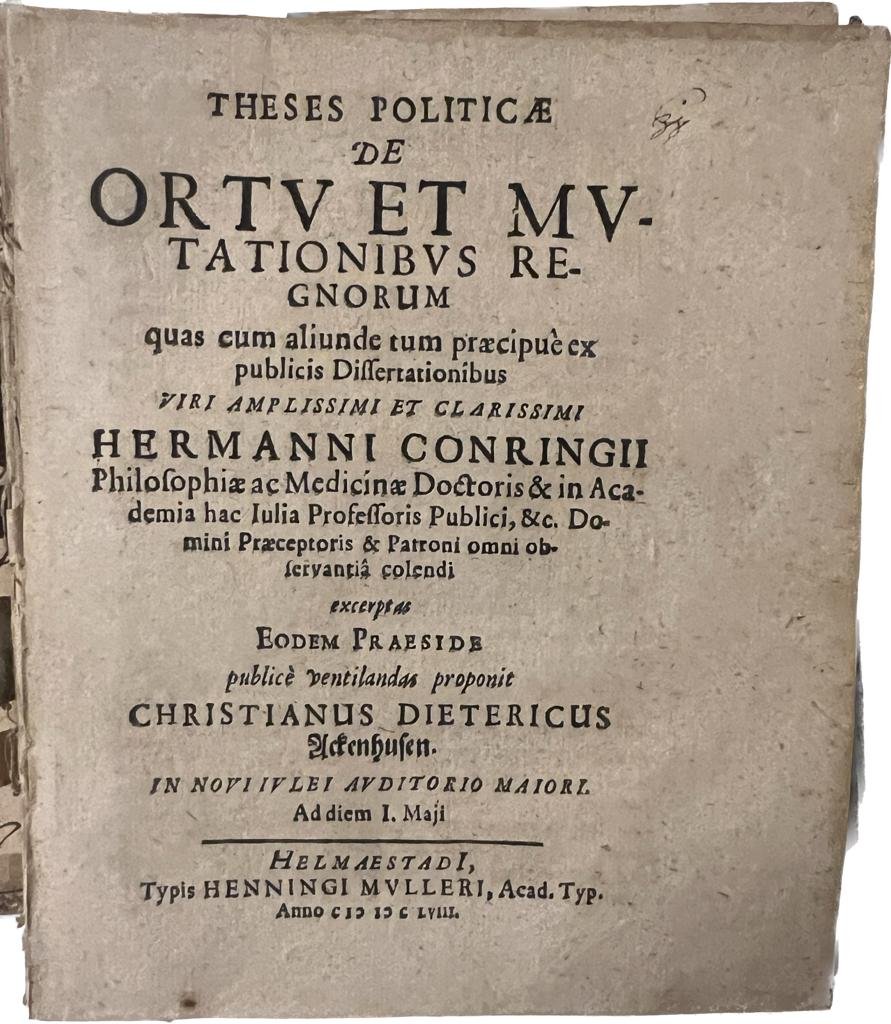 THESES POLITICÆ
DE
ORTV ET MV-
TATIONIBVS RE-
GNORUM
quas cum aliunde tum præcipuè ex
publicis Diſſertationibus
VIRI AMPLISSIMI ET CLARISSIMI
HERMANNI CONRINGII
Philoſophiæ ac Medicinæ Doctoris & in Aca-
demia hac Iulia Profeſſoris Publici, &c. Do-
mini Præceptoris & Patroni omni ob-
ſervantiâ colendi
excerptas
EODEM PRAESIDE
publicè ventilandas proponit
CHRISTIANUS DIETERICUS
Ackenhuſen.
IN NOVI IVLEI AVDITORIO MAIORI.
Ad diem I. Maji
HELMAESTADI,
Typis HENNINGI MVLLERI, Acad. Typ.
Anno CIↃ IↃ C LVIII.